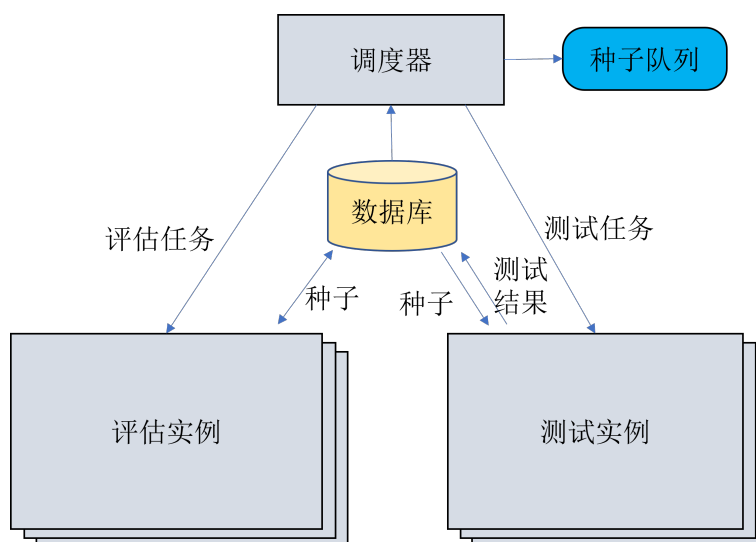 调度器
种子队列
数据库
评估任务
测试任务
种子
种子
测试
结果
评估实例
测试实例